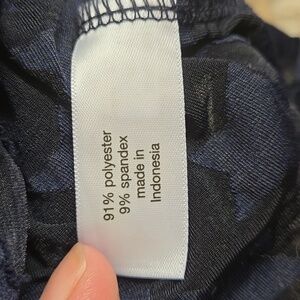 91% polyester
9% spandex
made in
Indonesia